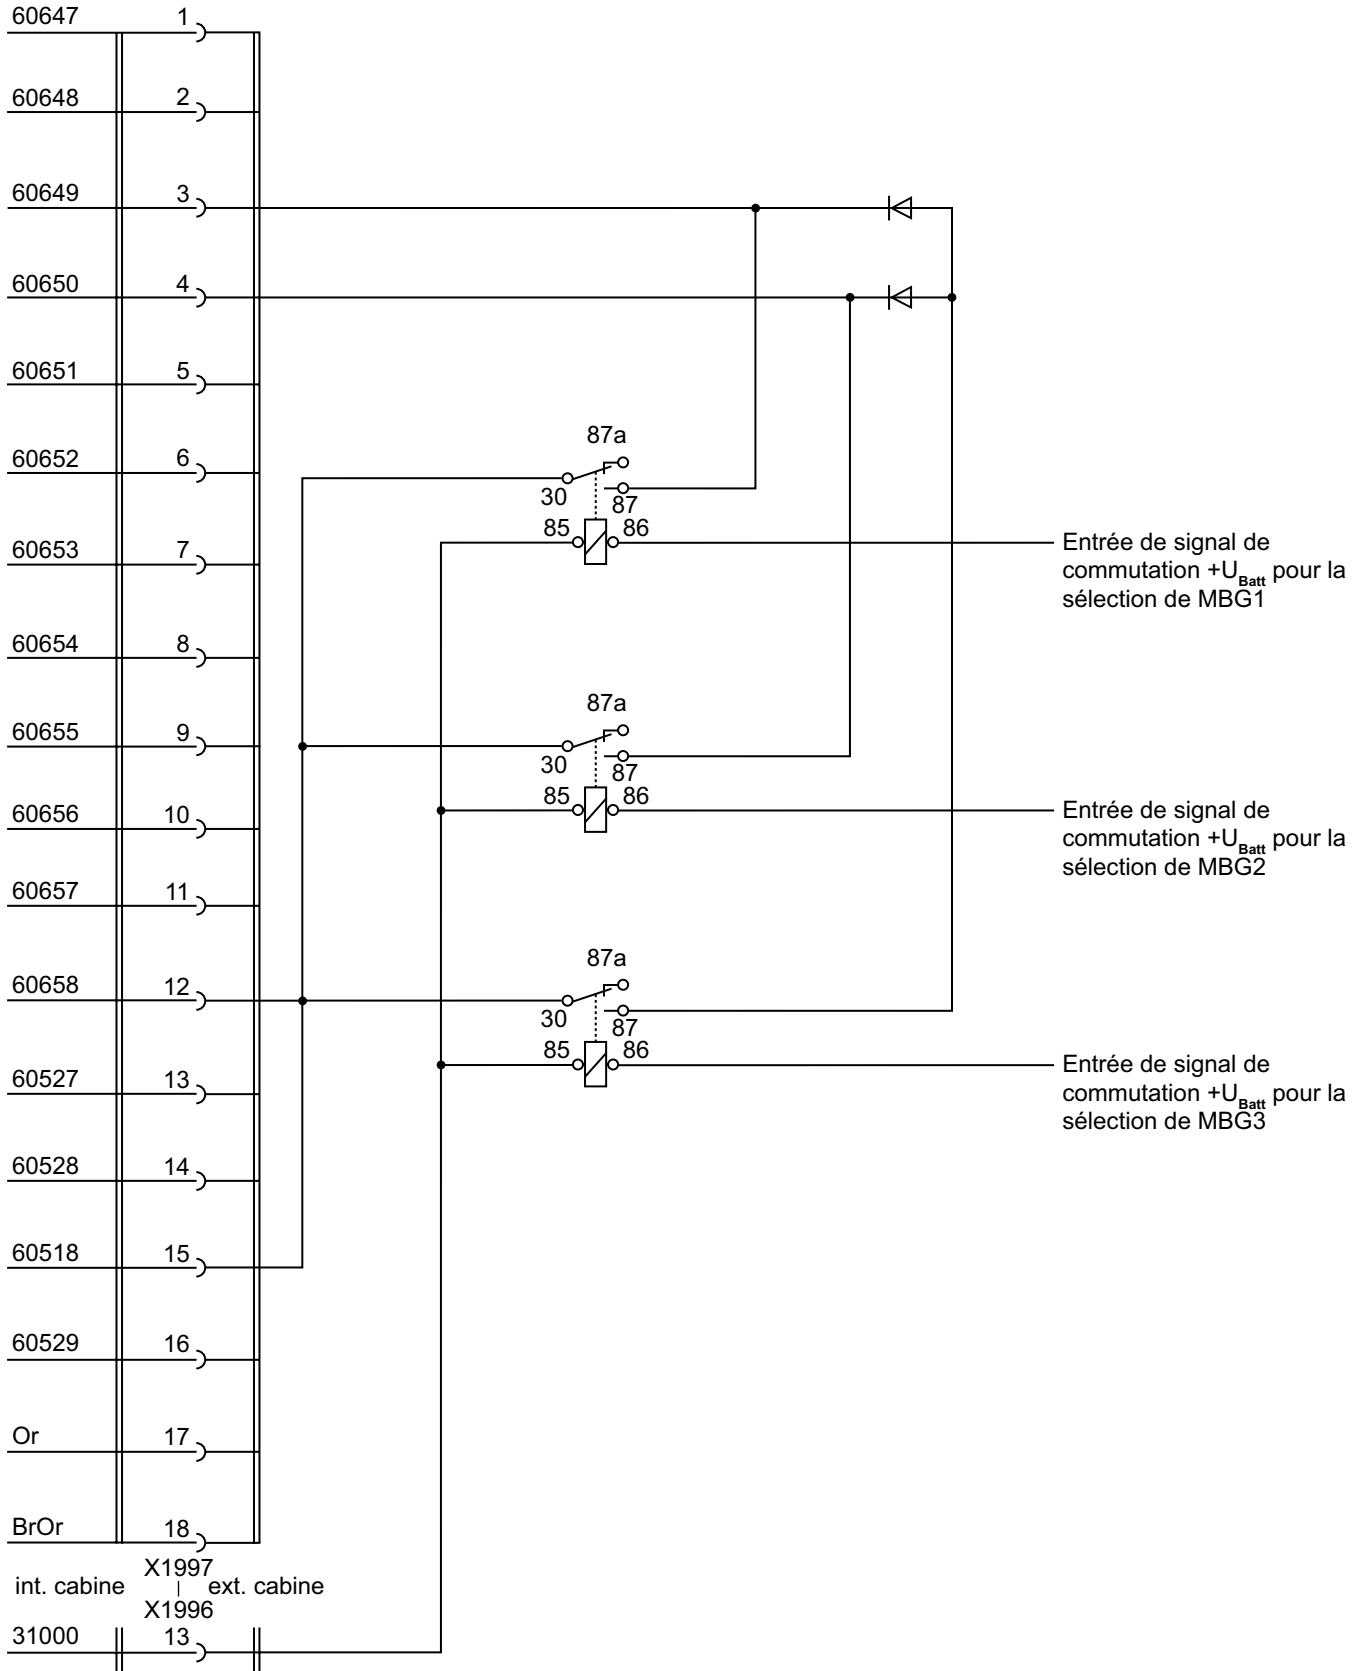 60647 1
60648 2
60649 3
60650 4
60651 5
87a
60652 6
30 87
85 86
60653 7
Entrée de signal de
commutation +UBatt pour la
sélection de MBG1
60654 8
87a
60655 9
30 87
85 86
60656 10
Entrée de signal de
commutation +UBatt pour la
sélection de MBG2
60657 11
87a
60658 12
30 87
85 86
60527 13
Entrée de signal de
commutation +UBatt pour la
sélection de MBG3
60528 14
60518 15
60529 16
Or 17
BrOr 18
X1997
int. cabine ext. cabine
X1996
31000 13